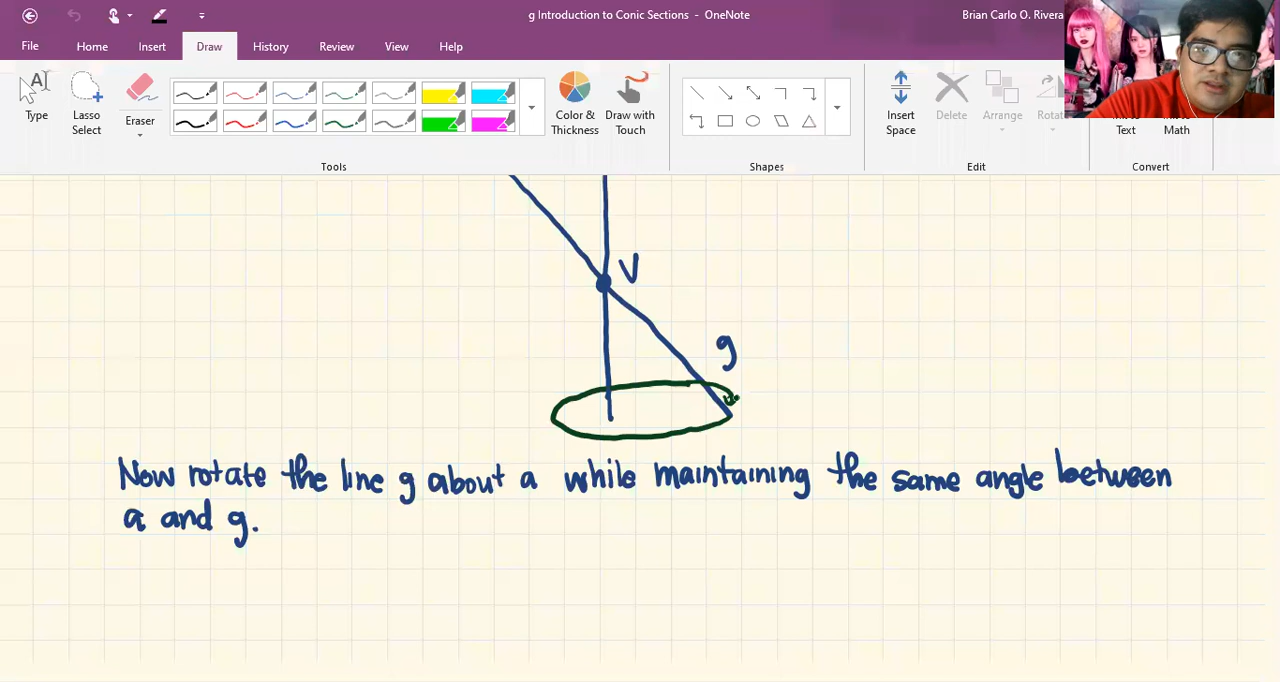 g Introduction to Conic Sections - OneNote
Brian Carlo O. Rivera
File Home Insert Draw History Review View Help
Type
Lasso Select
Eraser
Color & Thickness
Draw with Touch
Insert Space
Delete
Arrange
Rotate
Text
Math
Tools
Shapes
Edit
Convert
V
g
Now rotate the line g about a while maintaining the same angle between
a and g.